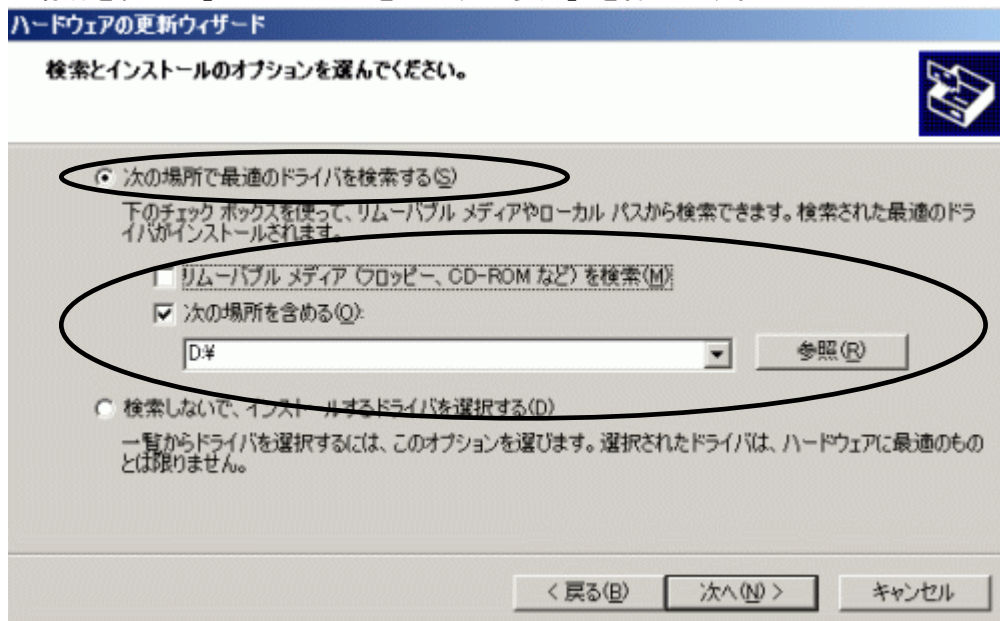 ハードウェアの更新ウィザード
検索とインストールのオプションを選んでください。
次の場所で最適のドライバを検索する(S)
下のチェック ボックスを使って、リムーバブル メディアやローカル パスから検索できます。検索された最適のドラ
イバがインストールされます。
リムーバブル メディア (フロッピー、CD-ROM など) を検索(M)
次の場所を含める(O):
D:¥
参照(R)
検索しないで、インストールするドライバを選択する(D)
一覧からドライバを選択するには、このオプションを選びます。選択されたドライバは、ハードウェアに最適のもの
とは限りません。
< 戻る(B)
次へ(N) >
キャンセル